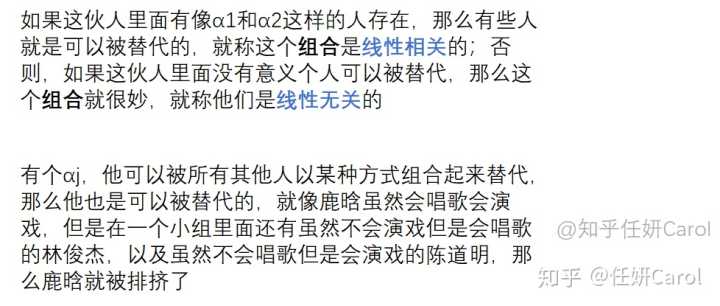 如果这伙人里面有像α1和α2这样的人存在，那么有些人
就是可以被替代的，就称这个组合是线性相关的；否
则，如果这伙人里面没有意义个人可以被替代，那么这
个组合就很妙，就称他们是线性无关的
有个αj，他可以被所有其他人以某种方式组合起来替代，
那么他也是可以被替代的，就像鹿晗虽然会唱歌会演
戏，但是在一个小组里面还有虽然不会演戏但是会唱歌
的林俊杰，以及虽然不会唱歌但是会演戏的陈道明，那
么鹿晗就被排挤了
@知乎任妍Carol
知乎 @任妍Carol